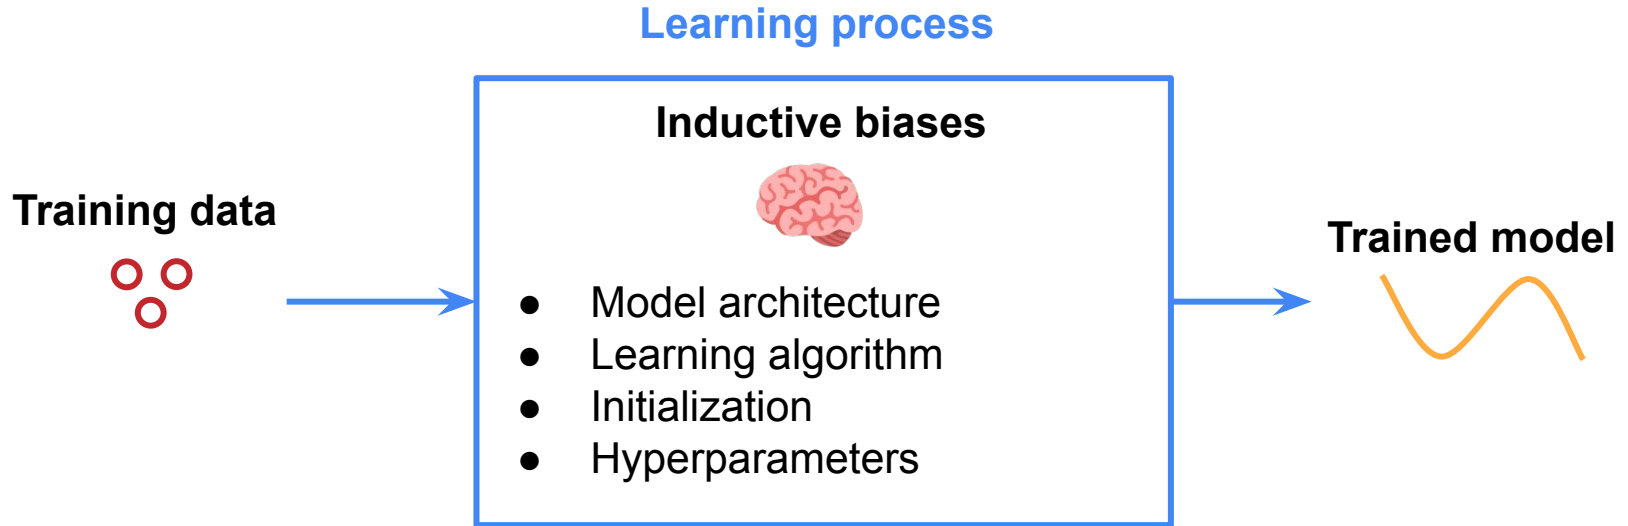 Learning process
Inductive biases
Training data
Trained model
● Model architecture
● Learning algorithm
● Initialization
● Hyperparameters